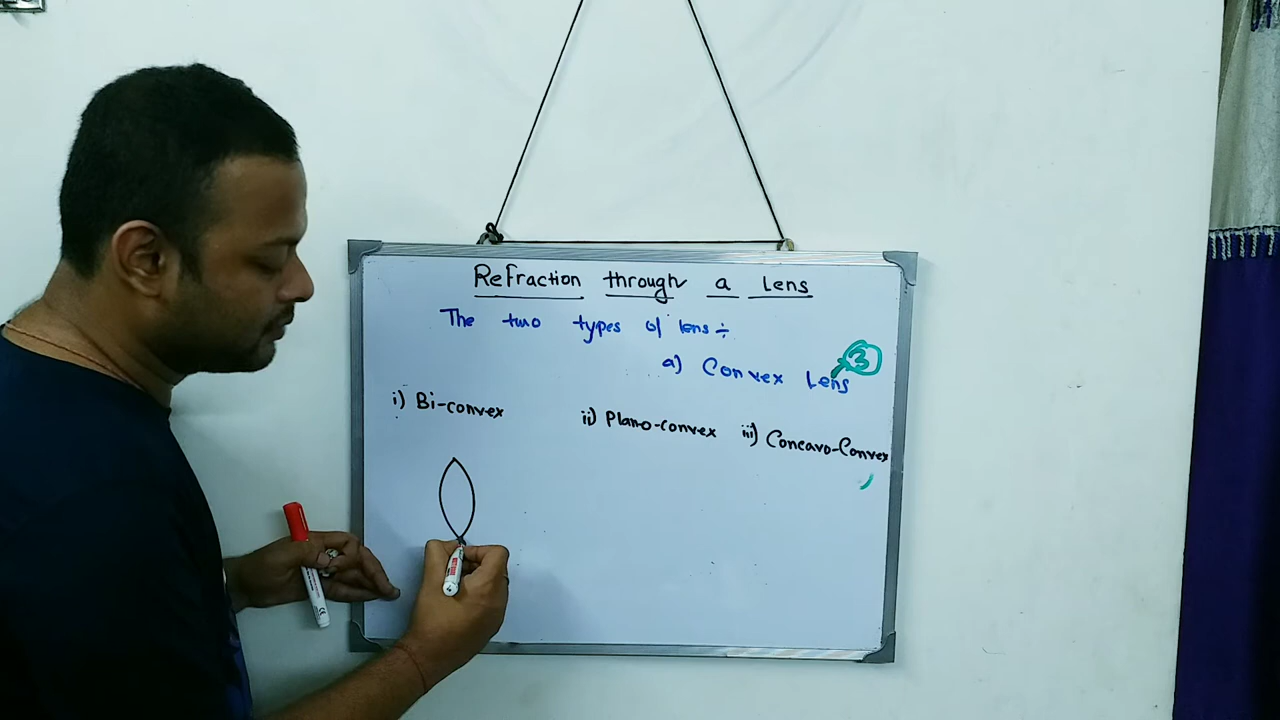 Refraction through a Lens
The two types of lens ÷
a) Convex Lens 3
i) Bi-convex ii) Plano-convex iii) Concavo-Convex